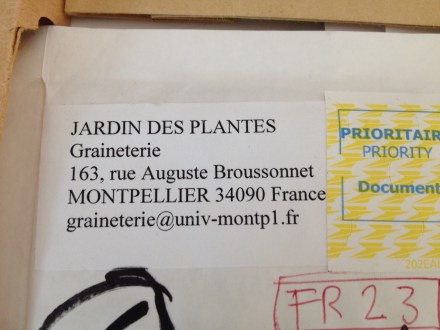 JARDIN DES PLANTES
Graineterie
163, rue Auguste Broussonnet
MONTPELLIER 34090 France
graineterie@univ-montp1.fr
PRIORITAIR
PRIORITY
Document
FR 23